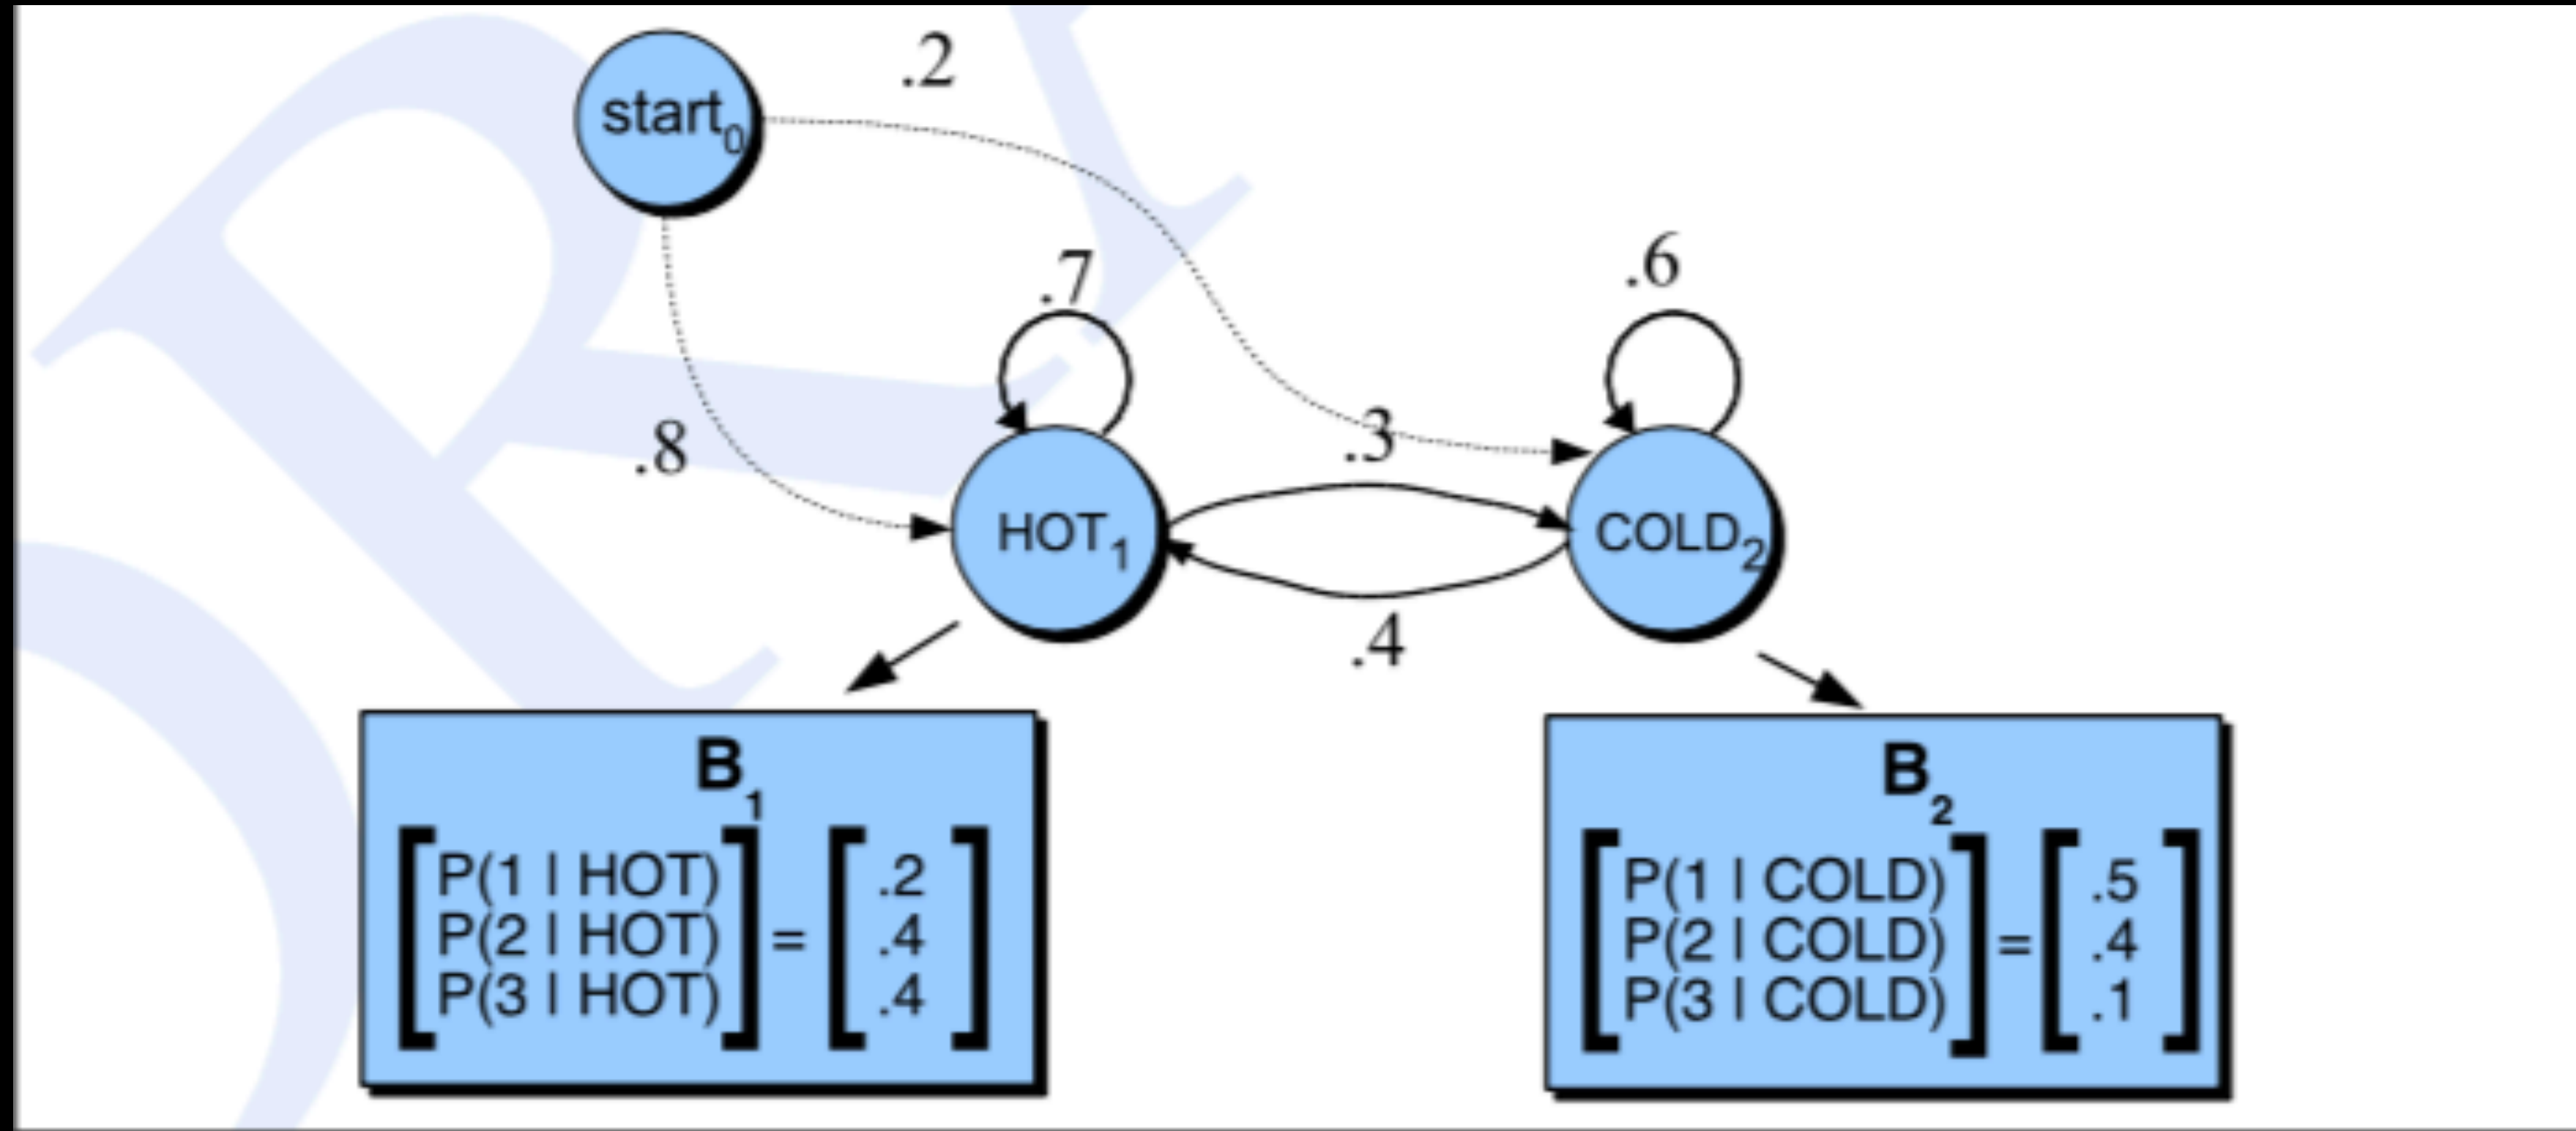 .2
start0
.7
.6
.8
.3
HOT1
COLD2
.4
B1
P(1 | HOT)
P(2 | HOT)
P(3 | HOT)
=
.2
.4
.4
B2
P(1 | COLD)
P(2 | COLD)
P(3 | COLD)
=
.5
.4
.1